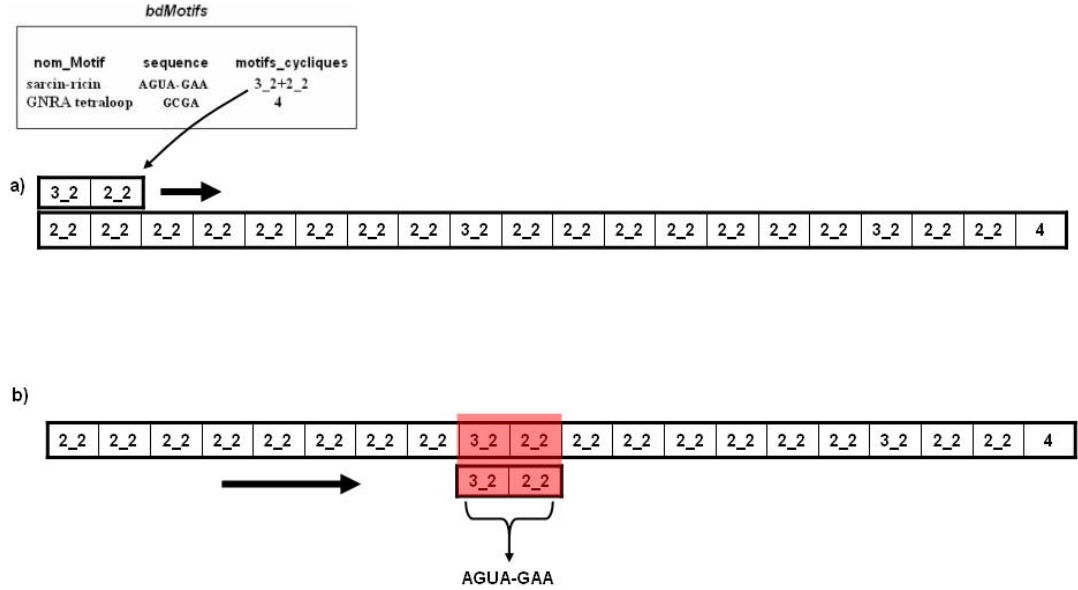 bdMotifs
nom_Motif sequence motifs_cycliques
sarcin-ricin AGUA-GAA 3_2+2_2
GNRA tetraloop GCGA 4
a)
3_2 2_2
2_2 2_2 2_2 2_2 2_2 2_2 2_2 2_2 3_2 2_2 2_2 2_2 2_2 2_2 2_2 2_2 3_2 2_2 2_2 4
b)
2_2 2_2 2_2 2_2 2_2 2_2 2_2 2_2 3_2 2_2 2_2 2_2 2_2 2_2 2_2 2_2 3_2 2_2 2_2 4
3_2 2_2
AGUA-GAA